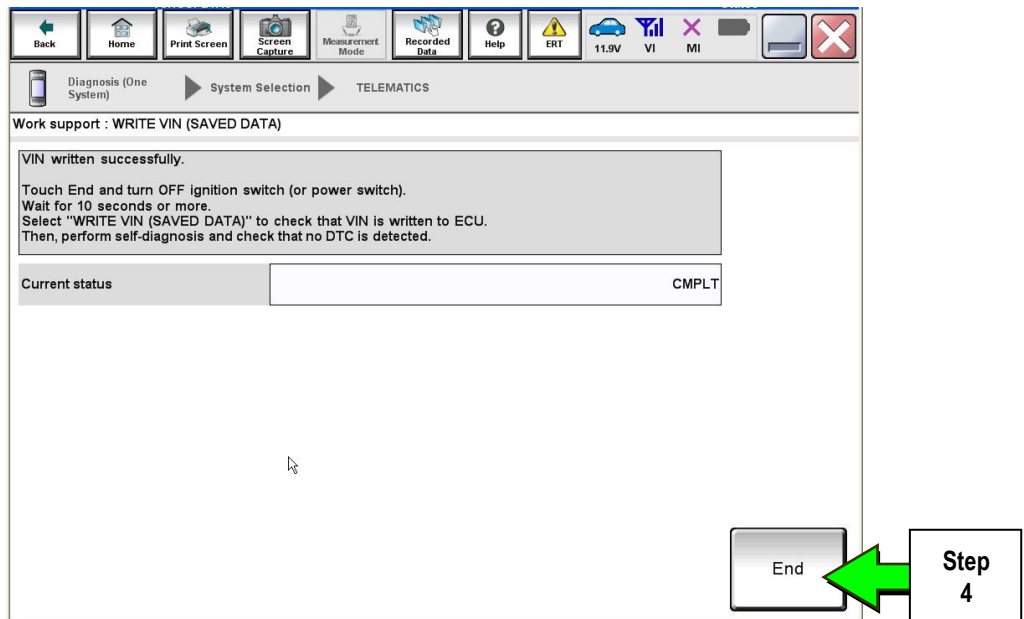 Back
Home
Print Screen
Screen Capture
Measurement Mode
Recorded Data
Help
ERT
11.9V
VI
MI
Diagnosis (One System)
System Selection
TELEMATICS
Work support : WRITE VIN (SAVED DATA)
VIN written successfully.
Touch End and turn OFF ignition switch (or power switch).
Wait for 10 seconds or more.
Select "WRITE VIN (SAVED DATA)" to check that VIN is written to ECU.
Then, perform self-diagnosis and check that no DTC is detected.
Current status
CMPLT
End
Step
4